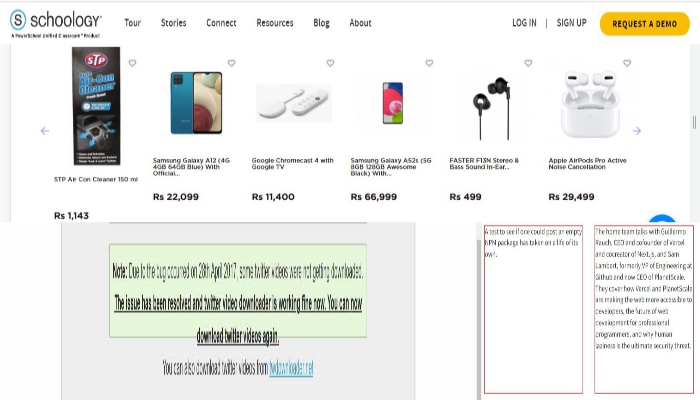 schoology
A PowerSchool Unified Classroom Product
Tour
Stories
Connect
Resources
Blog
About
LOG IN | SIGN UP
REQUEST A DEMO
STP
Air-Con
Cleaner
STP Air Con Cleaner 150 ml
Rs 1,143
Samsung Galaxy A12 (4G
4GB 64GB Blue) With
Official...
Rs 22,099
Google Chromecast 4 with
Google TV
Rs 11,400
Samsung Galaxy A52s (5G
8GB 128GB Awesome
Black) With...
Rs 66,999
FASTER F13N Stereo &
Bass Sound In-Ear...
Rs 499
Apple AirPods Pro Active
Noise Cancellation
Rs 29,499
Note: Due to the bug occurred on 28th April 2017, some twitter videos were not getting downloaded.
The issue has been resolved and twitter video downloader is working fine now. You can now
download twitter videos again.
You can also download twitter videos from twdownloader.net
A test to see if one could post an empty
NPM package has taken on a life of its
own.
The home team talks with Guillermo
Rauch, CEO and cofounder of Vercel
and cocreator of Next.js, and Sam
Lambert, formerly VP of Engineering at
Github and now CEO of PlanetScale.
They cover how Vercel and PlanetScale
are making the web more accessible to
developers, the future of web
development for professional
programmers, and why human
laziness is the ultimate security threat.